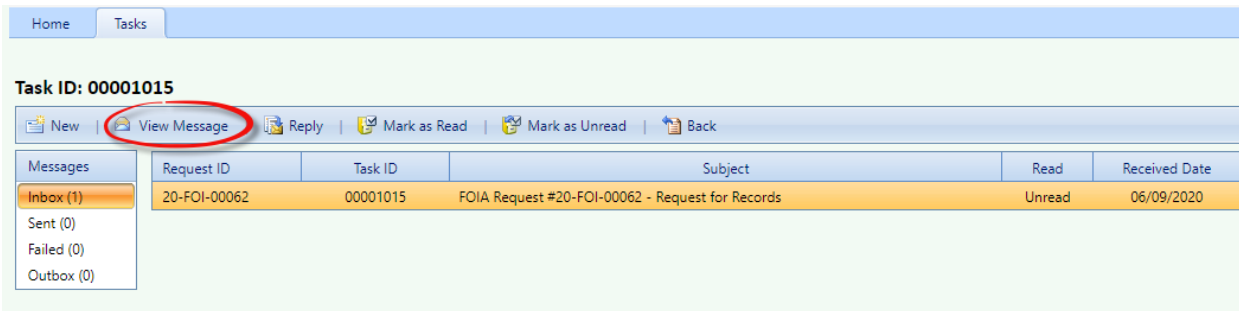 Home Tasks
Task ID: 00001015
New | View Message Reply | Mark as Read | Mark as Unread | Back
Messages Request ID Task ID Subject Read Received Date
Inbox (1) 20-FOI-00062 00001015 FOIA Request #20-FOI-00062 - Request for Records Unread 06/09/2020
Sent (0)
Failed (0)
Outbox (0)